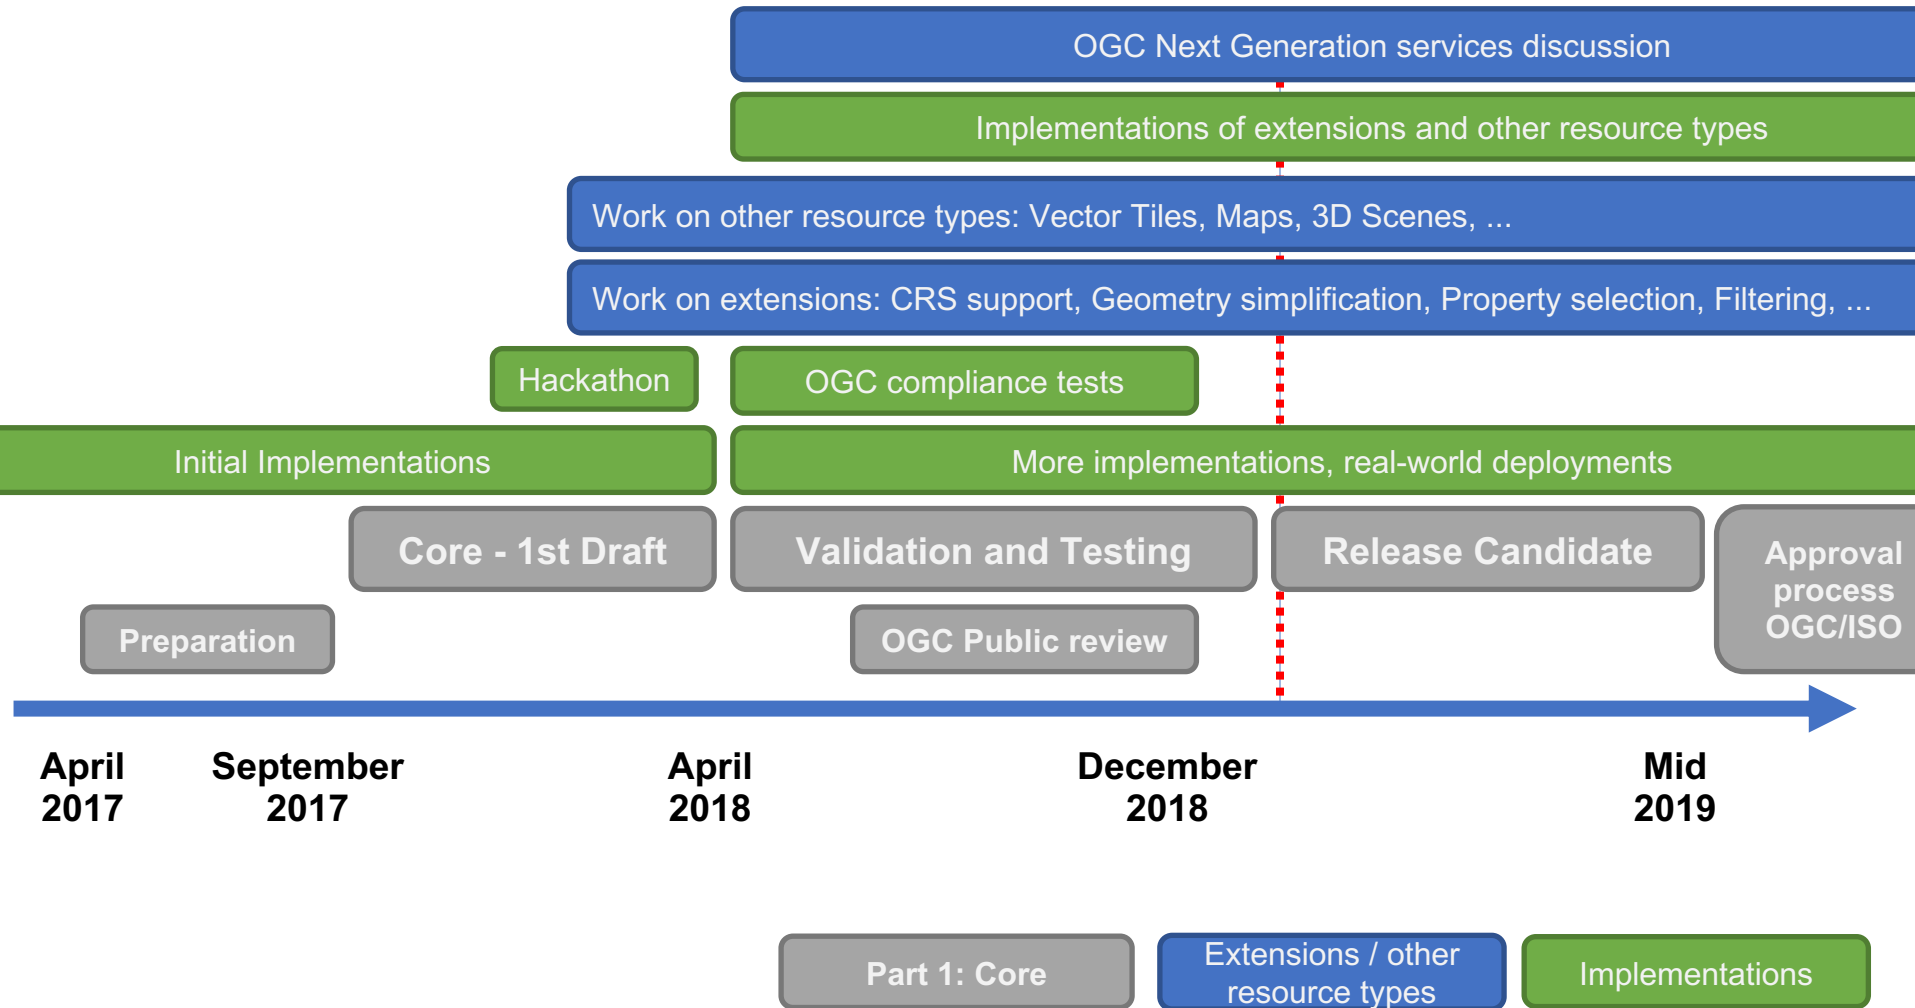 OGC Next Generation services discussion
Implementations of extensions and other resource types
Work on other resource types: Vector Tiles, Maps, 3D Scenes, ...
Work on extensions: CRS support, Geometry simplification, Property selection, Filtering, ...
Hackathon
OGC compliance tests
Initial Implementations
More implementations, real-world deployments
Core - 1st Draft
Validation and Testing
Release Candidate
Approval
process
OGC/ISO
Preparation
OGC Public review
April
2017
September
2017
April
2018
December
2018
Mid
2019
Part 1: Core
Extensions / other
resource types
Implementations